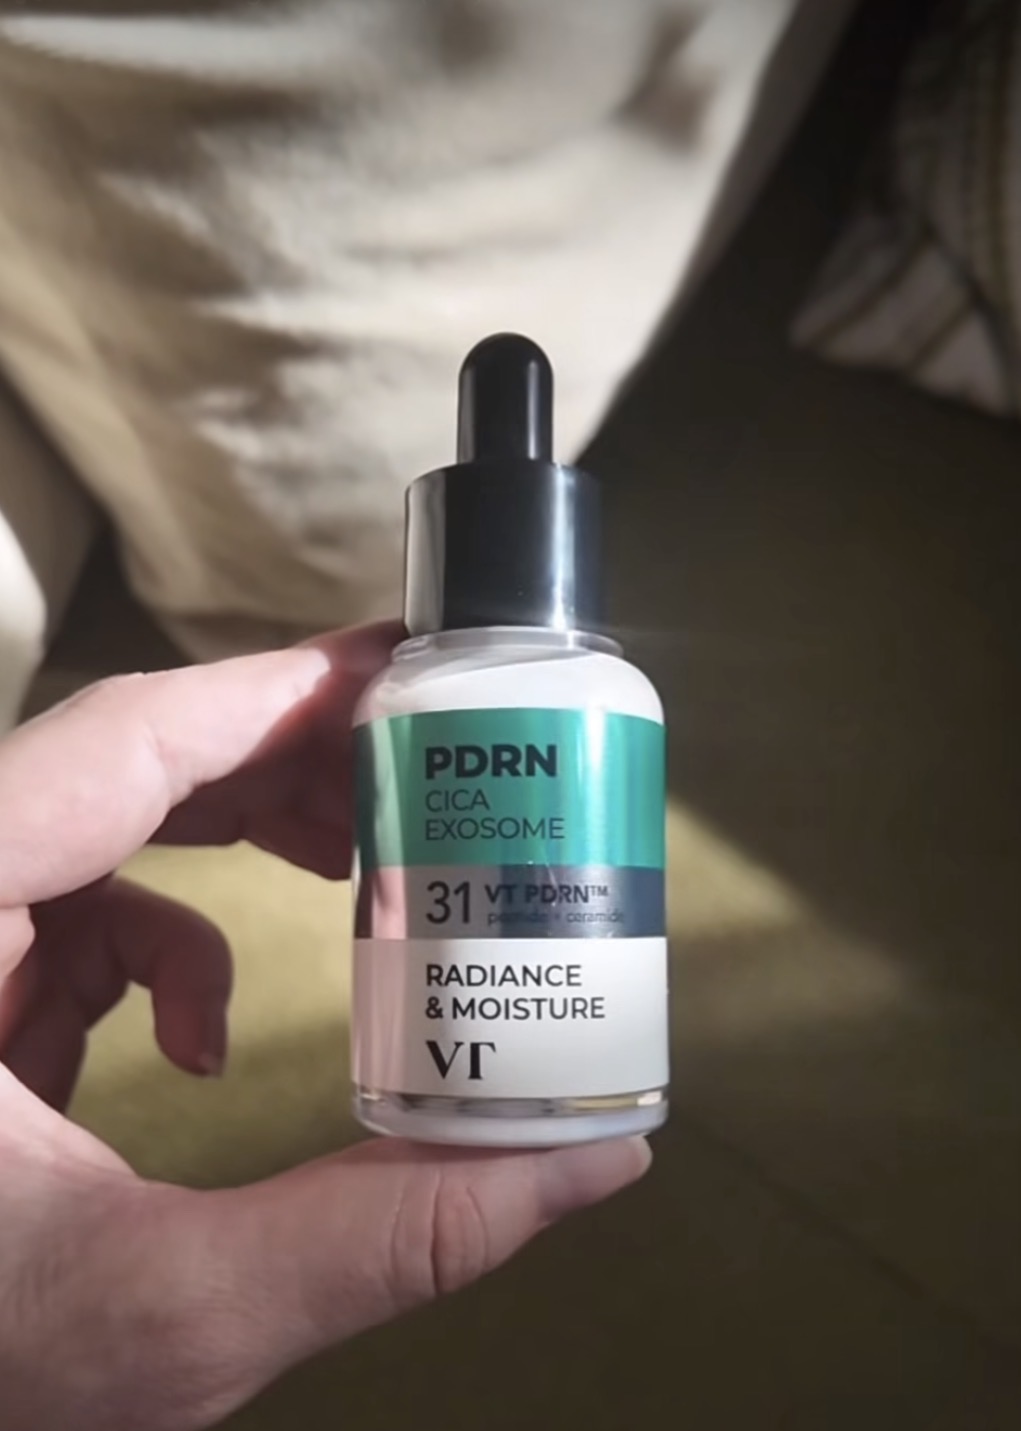 PDRN
CICA
EXOSOME
31 VT PDRN™
peptide + ceramide
RADIANCE
& MOISTURE
VT